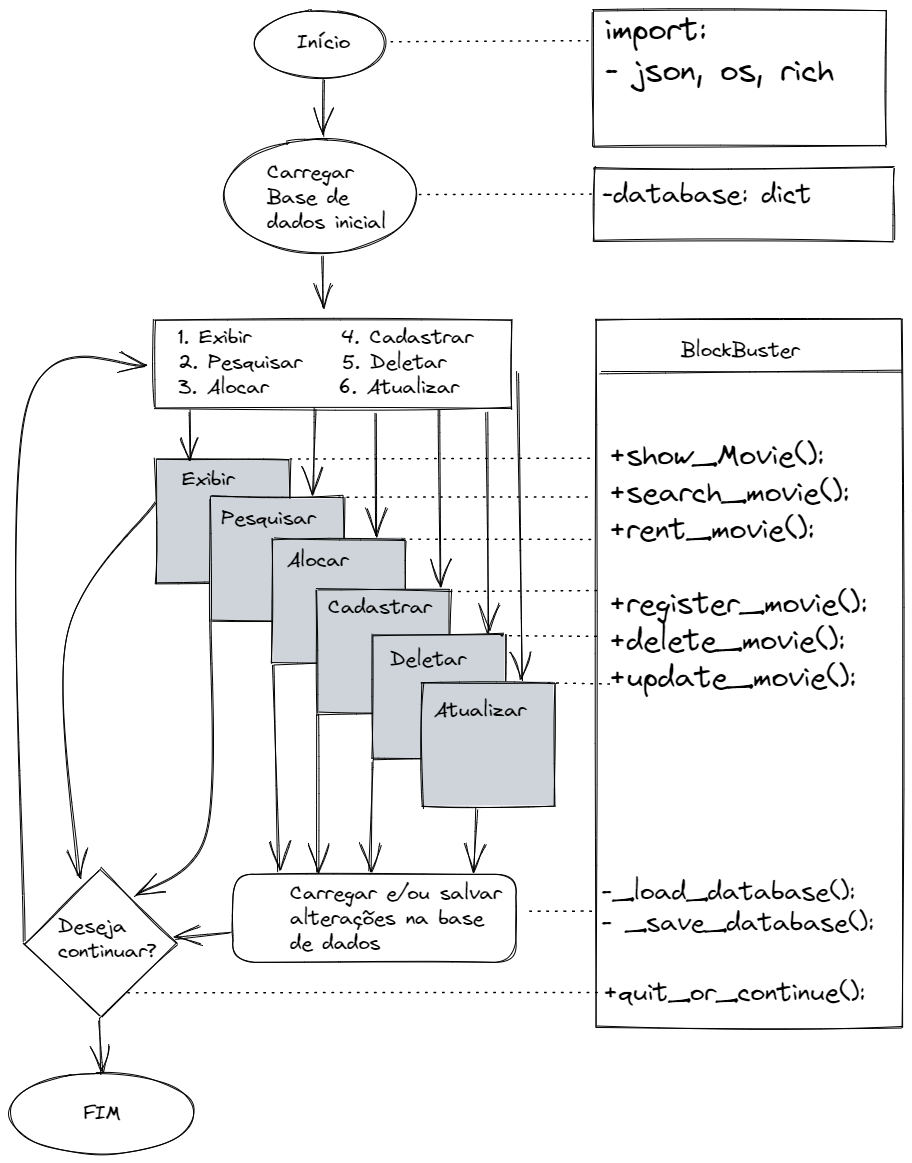 Início
import:
- json, os, rich
Carregar
Base de
dados inicial
-database: dict
1. Exibir
2. Pesquisar
3. Alocar
4. Cadastrar
5. Deletar
6. Atualizar
BlockBuster
Exibir
Pesquisar
Alocar
Cadastrar
Deletar
Atualizar
+show_Movie():
+search_movie():
+rent_movie():
+register_movie():
+delete_movie():
+update_movie():
Carregar e/ou salvar
alterações na base
de dados
-_load_database():
- _save_database():
Deseja
continuar?
+quit_or_continue():
FIM